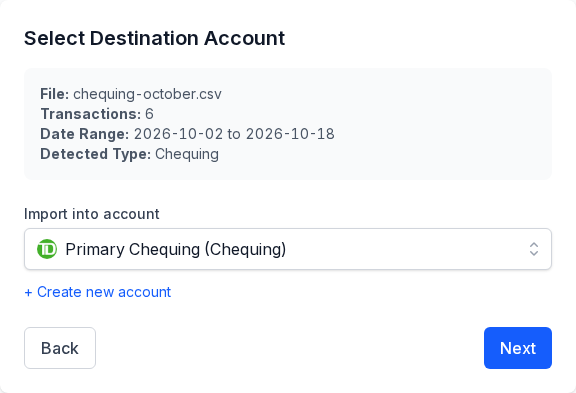 Select Destination Account
File: chequing-october.csv
Transactions: 6
Date Range: 2026-10-02 to 2026-10-18
Detected Type: Chequing
Import into account
TD Primary Chequing (Chequing)
+ Create new account
Back
Next